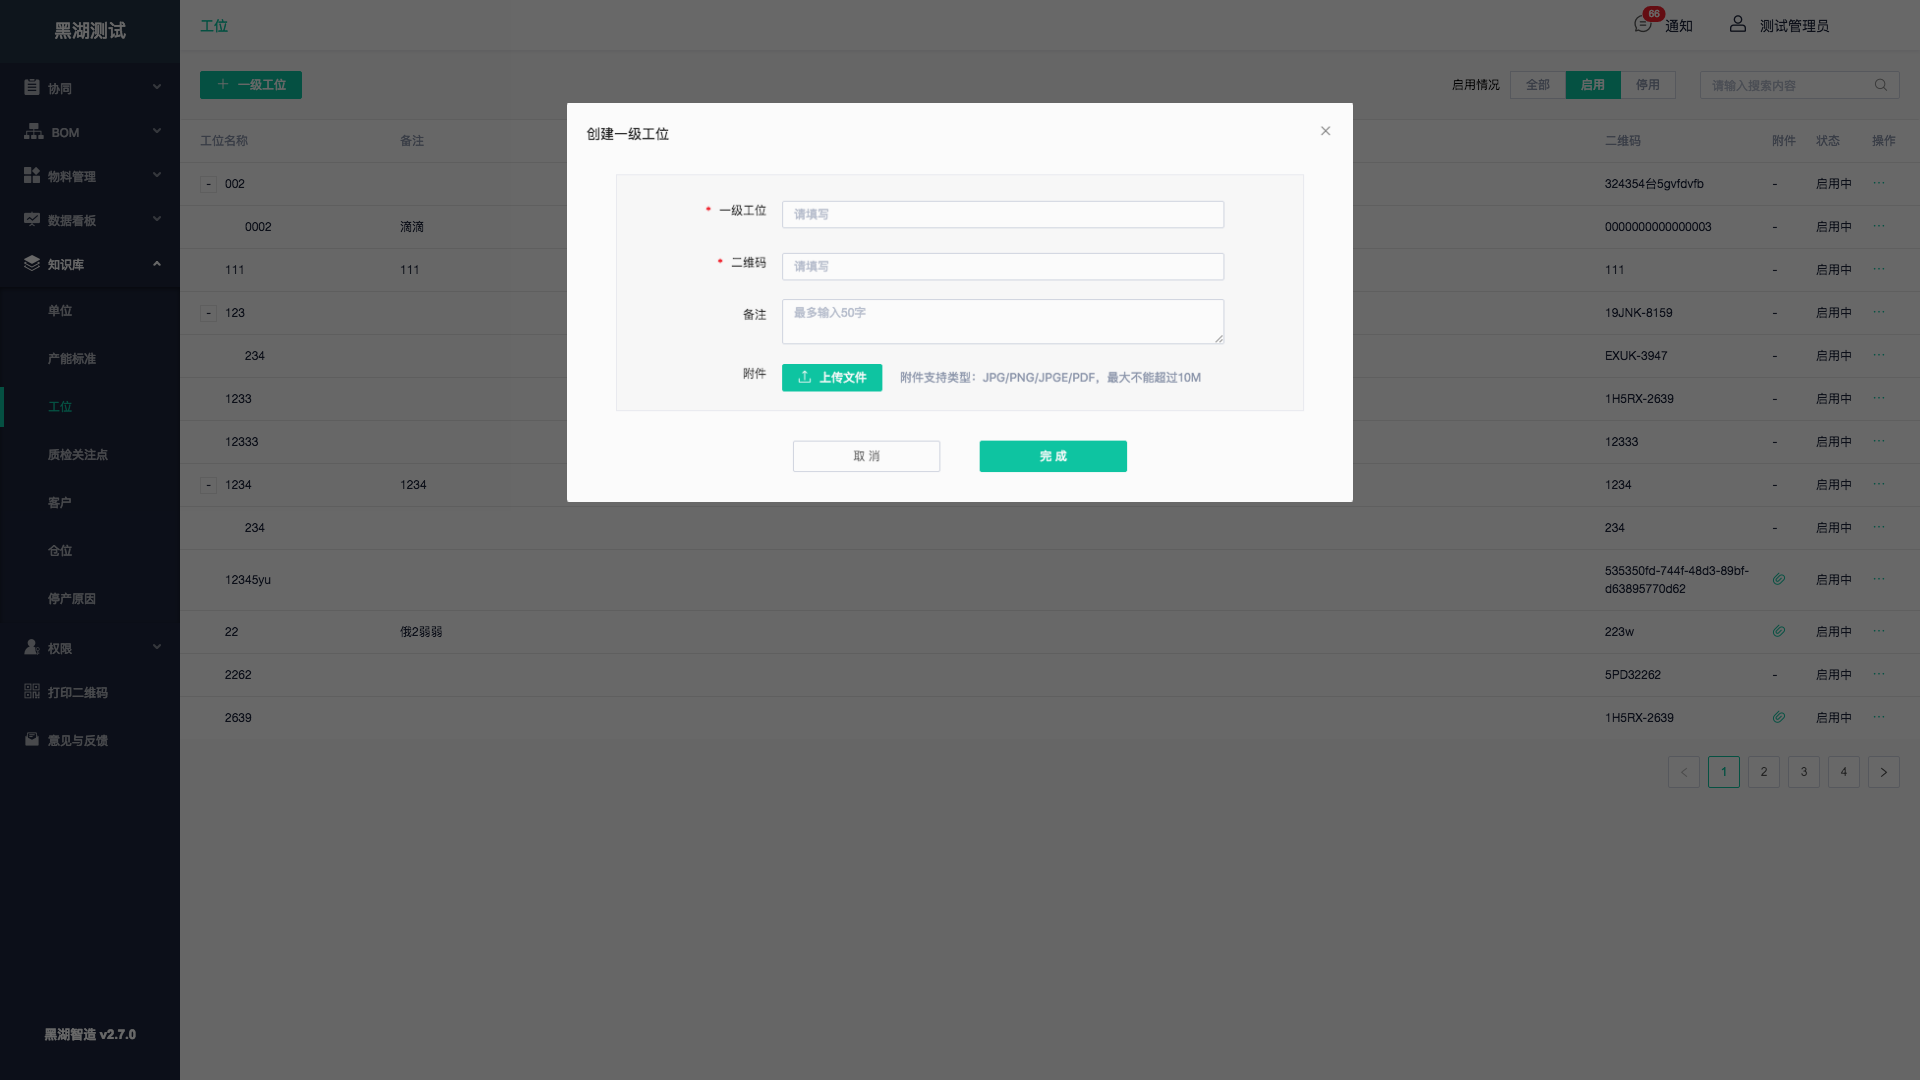 黑湖测试
工位
66
通知
测试管理员
协同
BOM
物料管理
数据看板
知识库
单位
产能标准
工位
质检关注点
客户
仓位
停产原因
权限
打印二维码
意见与反馈
黑湖智造 v2.7.0
一级工位
启用情况 全部 启用 停用 请输入搜索内容
工位名称 备注 二维码 附件 状态 操作
- 002 324354台5gvfdvfb - 启用中 ···
0002 滴滴 0000000000000003 - 启用中 ···
111 111 111 - 启用中 ···
- 123 19JNK-8159 - 启用中 ···
234 EXUK-3947 - 启用中 ···
1233 1H5RX-2639 - 启用中 ···
12333 12333 - 启用中 ···
- 1234 1234 1234 - 启用中 ···
234 234 - 启用中 ···
12345yu 535350fd-744f-48d3-89bf-
d63895770d62 启用中 ···
22 俄2弱弱 223w 启用中 ···
2262 5PD32262 - 启用中 ···
2639 1H5RX-2639 启用中 ···
1 2 3 4
创建一级工位
* 一级工位 请填写
* 二维码 请填写
备注 最多输入50字
附件 上传文件 附件支持类型：JPG/PNG/JPGE/PDF，最大不能超过10M
取 消 完 成